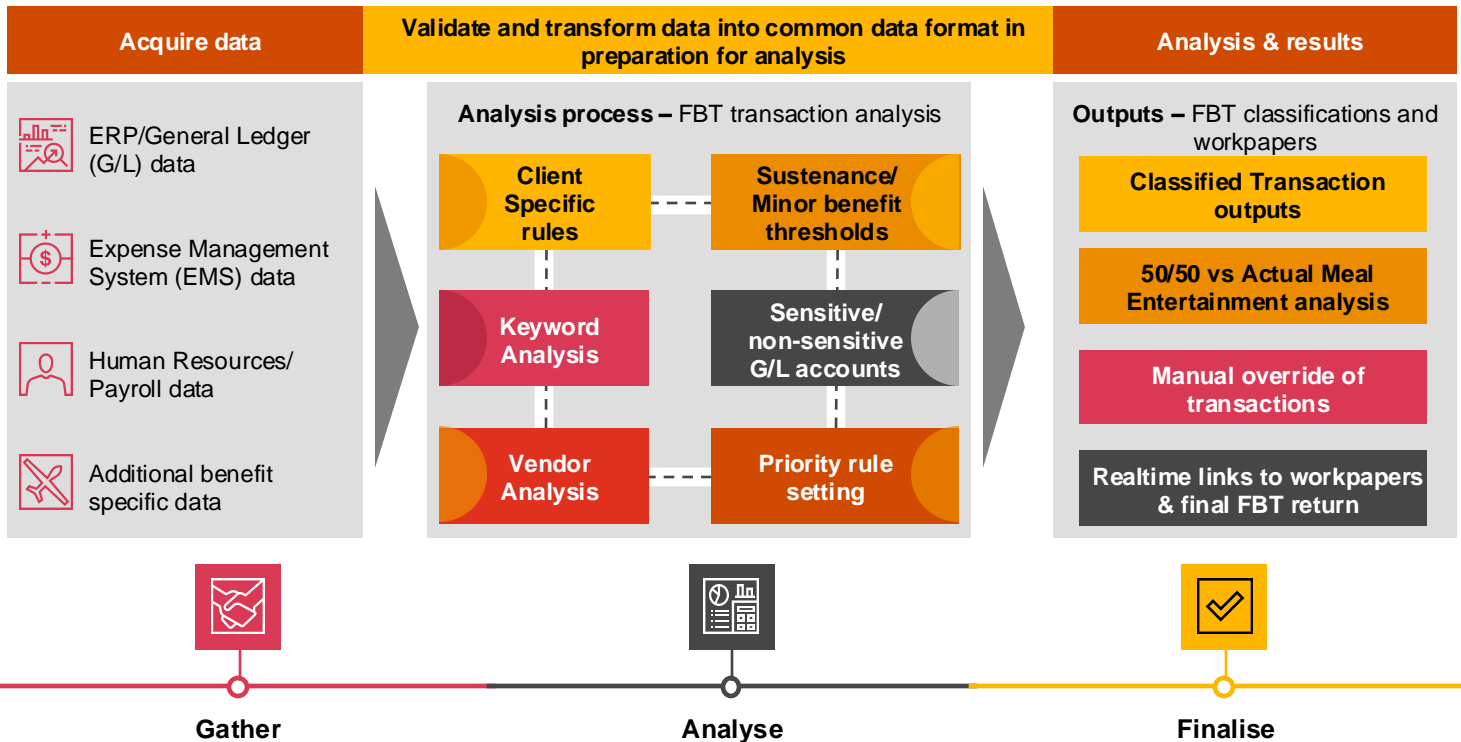 Acquire data
Validate and transform data into common data format in
preparation for analysis
Analysis & results
ERP/General Ledger
(G/L) data
Expense Management
System (EMS) data
Human Resources/
Payroll data
Additional benefit
specific data
Analysis process – FBT transaction analysis
Client
Specific
rules
Sustenance/
Minor benefit
thresholds
Keyword
Analysis
Sensitive/
non-sensitive
G/L accounts
Vendor
Analysis
Priority rule
setting
Outputs – FBT classifications and
workpapers
Classified Transaction
outputs
50/50 vs Actual Meal
Entertainment analysis
Manual override of
transactions
Realtime links to workpapers
& final FBT return
$
Gather
Analyse
Finalise